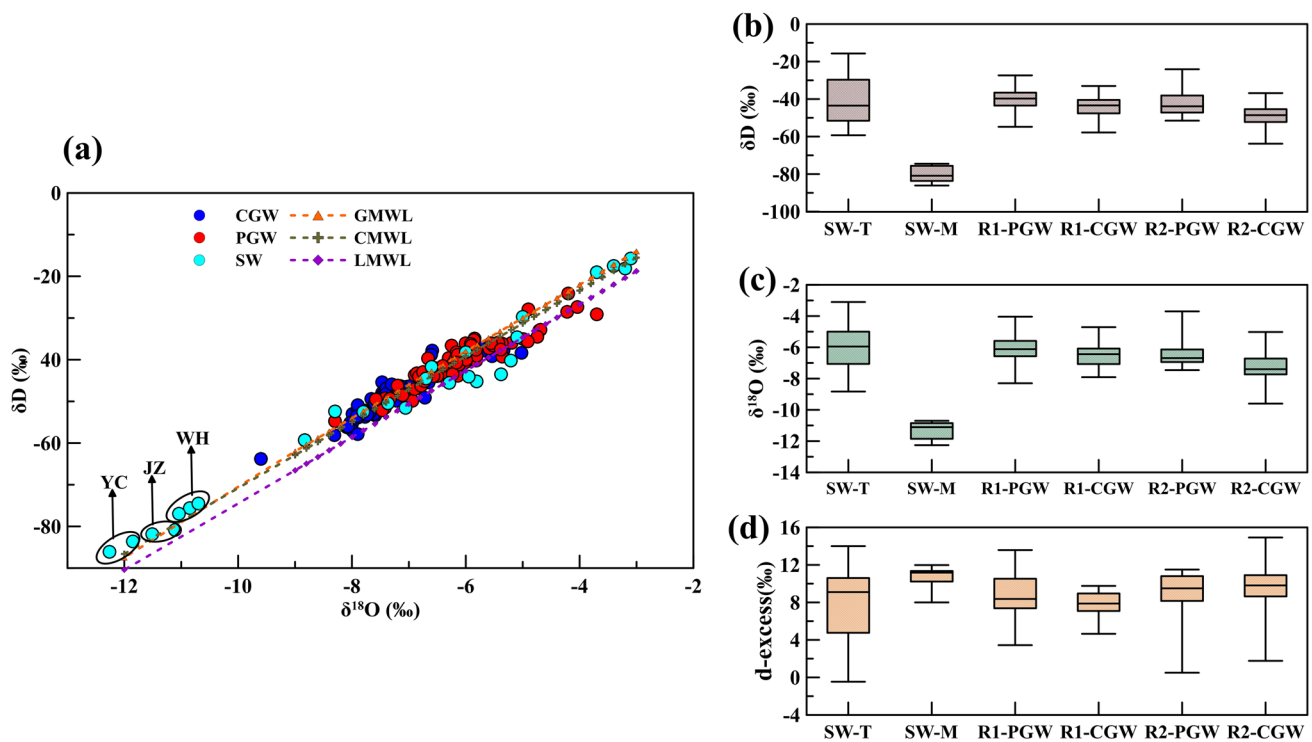 (a)
0
-20
-40
-60
-80
δD (‰)
-12
-10
-8
-6
-4
-2
δ¹⁸O (‰)
CGW
GMWL
PGW
CMWL
SW
LMWL
WH
JZ
YC
(b)
0
-20
-40
-60
-80
-100
δD (‰)
SW-T
SW-M
R1-PGW
R1-CGW
R2-PGW
R2-CGW
(c)
-2
-4
-6
-8
-10
-12
-14
δ¹⁸O (‰)
SW-T
SW-M
R1-PGW
R1-CGW
R2-PGW
R2-CGW
(d)
16
12
8
4
0
-4
d-excess(‰)
SW-T
SW-M
R1-PGW
R1-CGW
R2-PGW
R2-CGW